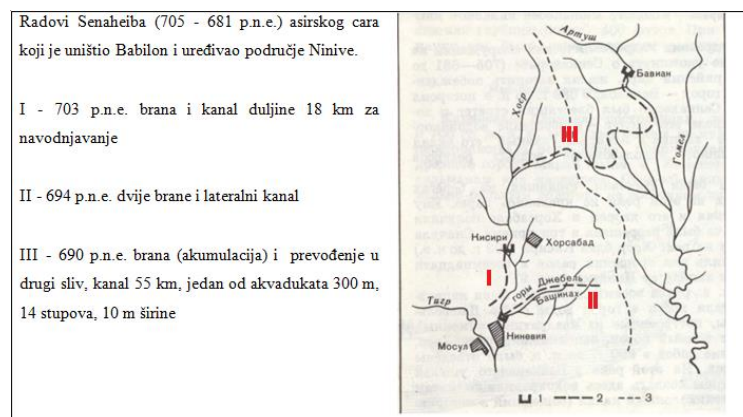 Radovi Senaheiba (705 - 681 p.n.e.) asirskog cara
koji je uništio Babilon i uređivao područje Ninive.
I - 703 p.n.e. brana i kanal duljine 18 km za
navodnjavanje
II - 694 p.n.e. dvije brane i lateralni kanal
III - 690 p.n.e. brana (akumulacija) i prevođenje u
drugi sliv, kanal 55 km, jedan od akvadukata 300 m,
14 stupova, 10 m širine
Артуш
Бавиан
Хоср
III
Гомел
Кисири
Хорсабад
I
горы Джебель
Башиках
II
Тигр
Ниневия
Мосул
1 2 3